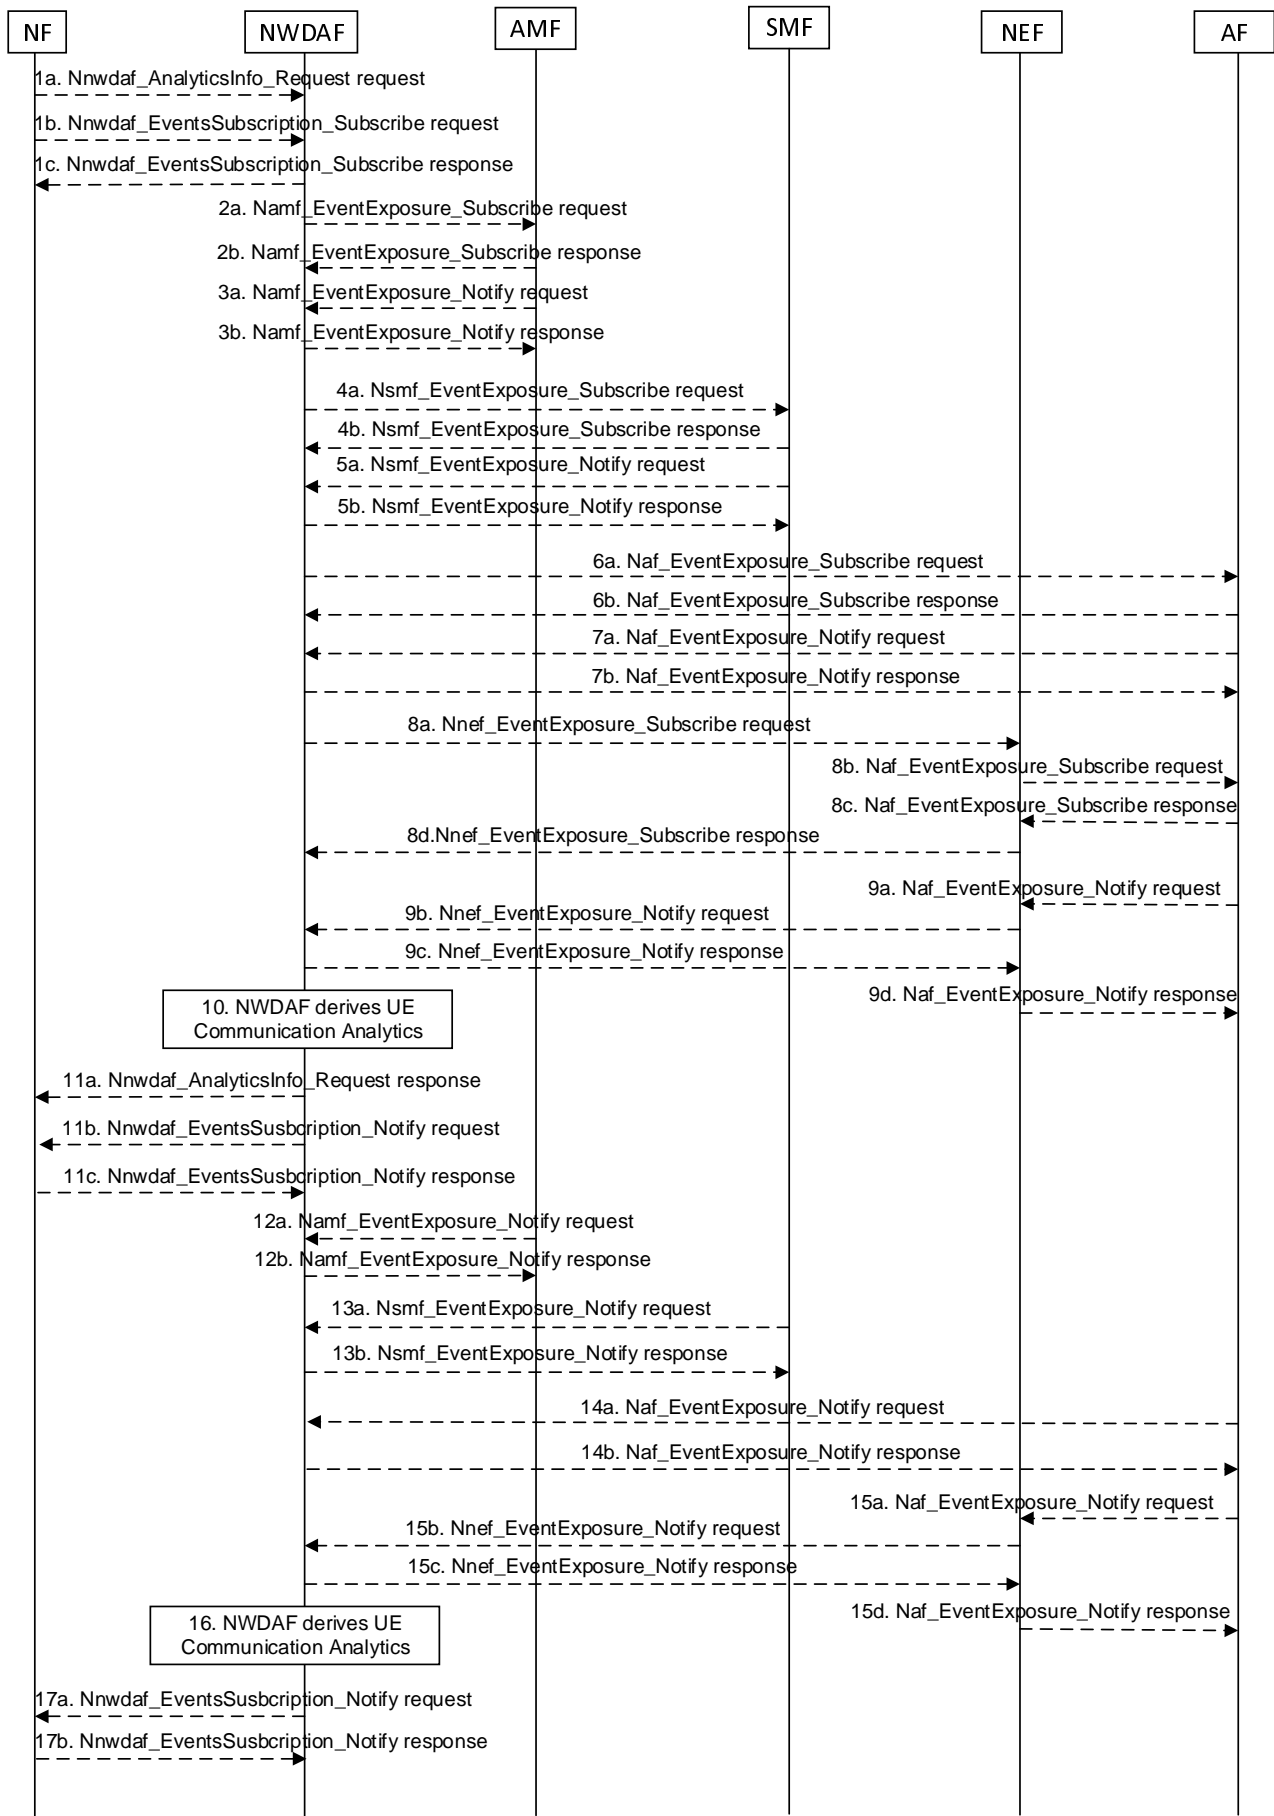 NF
NWDAF
AMF
SMF
NEF
AF
1a. Nnwdaf_AnalyticsInfo_Request request
1b. Nnwdaf_EventsSubscription_Subscribe request
1c. Nnwdaf_EventsSubscription_Subscribe response
2a. Namf_EventExposure_Subscribe request
2b. Namf_EventExposure_Subscribe response
3a. Namf_EventExposure_Notify request
3b. Namf_EventExposure_Notify response
4a. Nsmf_EventExposure_Subscribe request
4b. Nsmf_EventExposure_Subscribe response
5a. Nsmf_EventExposure_Notify request
5b. Nsmf_EventExposure_Notify response
6a. Naf_EventExposure_Subscribe request
6b. Naf_EventExposure_Subscribe response
7a. Naf_EventExposure_Notify request
7b. Naf_EventExposure_Notify response
8a. Nnef_EventExposure_Subscribe request
8b. Naf_EventExposure_Subscribe request
8c. Naf_EventExposure_Subscribe response
8d.Nnef_EventExposure_Subscribe response
9a. Naf_EventExposure_Notify request
9b. Nnef_EventExposure_Notify request
9c. Nnef_EventExposure_Notify response
9d. Naf_EventExposure_Notify response
10. NWDAF derives UE
Communication Analytics
11a. Nnwdaf_AnalyticsInfo_Request response
11b. Nnwdaf_EventsSusbcription_Notify request
11c. Nnwdaf_EventsSusbcription_Notify response
12a. Namf_EventExposure_Notify request
12b. Namf_EventExposure_Notify response
13a. Nsmf_EventExposure_Notify request
13b. Nsmf_EventExposure_Notify response
14a. Naf_EventExposure_Notify request
14b. Naf_EventExposure_Notify response
15a. Naf_EventExposure_Notify request
15b. Nnef_EventExposure_Notify request
15c. Nnef_EventExposure_Notify response
15d. Naf_EventExposure_Notify response
16. NWDAF derives UE
Communication Analytics
17a. Nnwdaf_EventsSusbcription_Notify request
17b. Nnwdaf_EventsSusbcription_Notify response